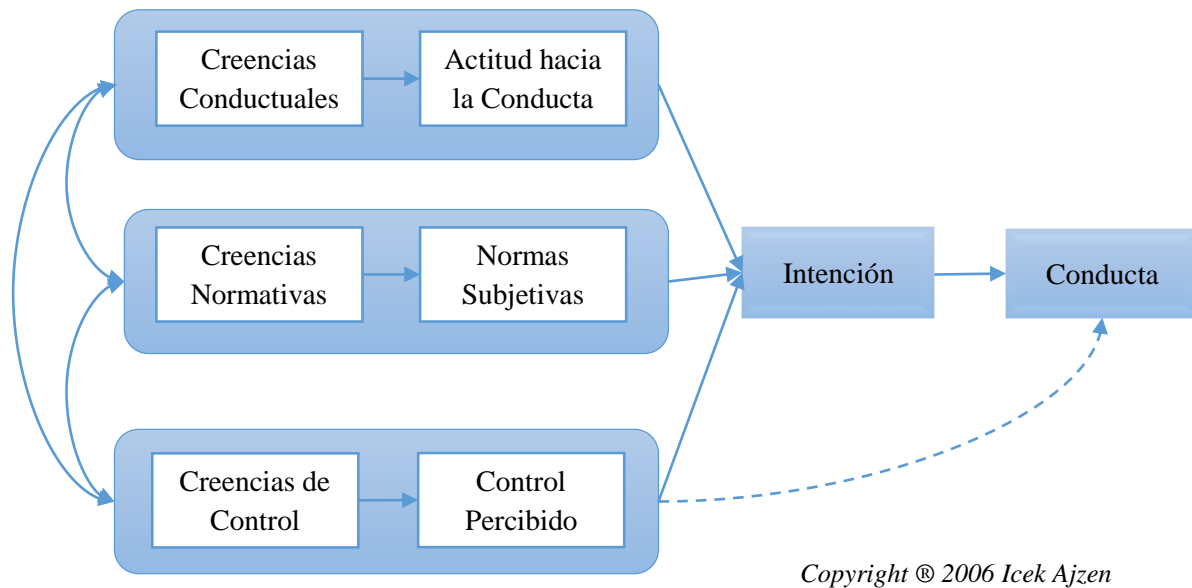 Creencias
Conductuales
Actitud hacia
la Conducta
Creencias
Normativas
Normas
Subjetivas
Intención
Conducta
Creencias de
Control
Control
Percibido
Copyright ® 2006 Icek Ajzen